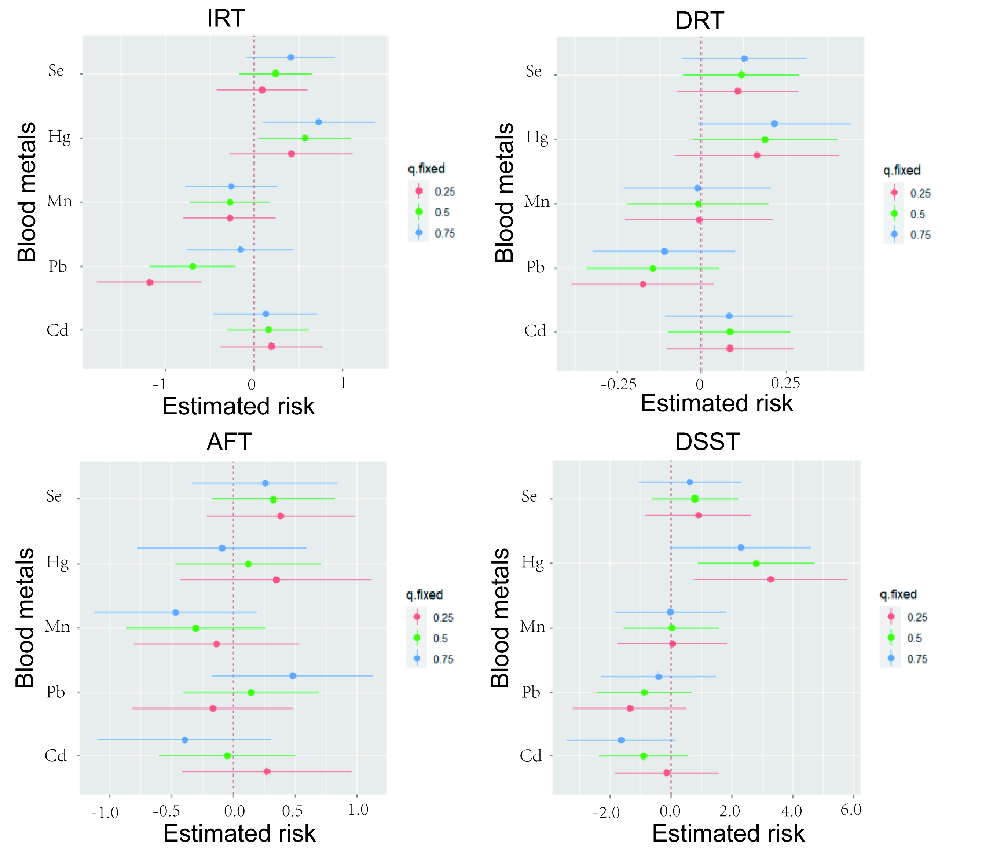 IRT
Blood metals
Se
Hg
Mn
Pb
Cd
-1
0
1
Estimated risk
q.fixed
0.25
0.5
0.75
DRT
Blood metals
Se
Hg
Mn
Pb
Cd
-0.25
0
0.25
Estimated risk
q.fixed
0.25
0.5
0.75
AFT
Blood metals
Se
Hg
Mn
Pb
Cd
-1.0
-0.5
0.0
0.5
1.0
Estimated risk
q.fixed
0.25
0.5
0.75
DSST
Blood metals
Se
Hg
Mn
Pb
Cd
-2.0
0.0
2.0
4.0
6.0
Estimated risk
q.fixed
0.25
0.5
0.75